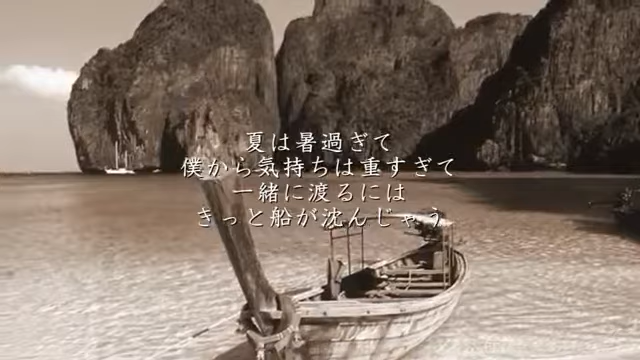 夏は暑過ぎて
僕から気持ちは重すぎて
一緒に渡るには
きっと船が沈んじゃう